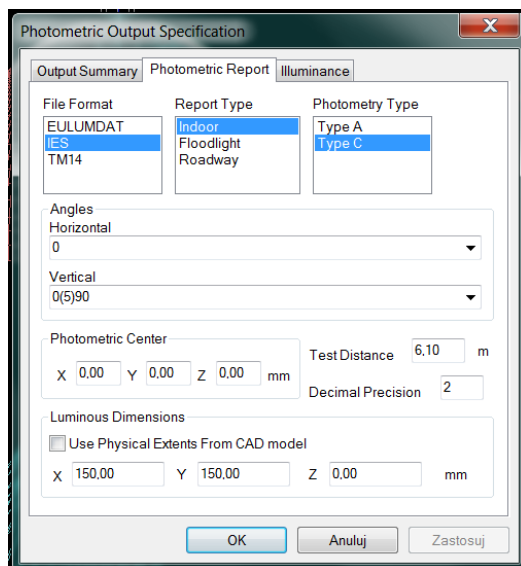 Photometric Output Specification
Output Summary Photometric Report Illuminance
File Format Report Type Photometry Type
EULUMDAT Indoor Type A
IES Floodlight Type C
TM14 Roadway
Angles
Horizontal
0
Vertical
0(5)90
Photometric Center
X 0,00 Y 0,00 Z 0,00 mm
Test Distance 6,10 m
Decimal Precision 2
Luminous Dimensions
Use Physical Extents From CAD model
X 150,00 Y 150,00 Z 0,00 mm
OK Anuluj Zastosuj